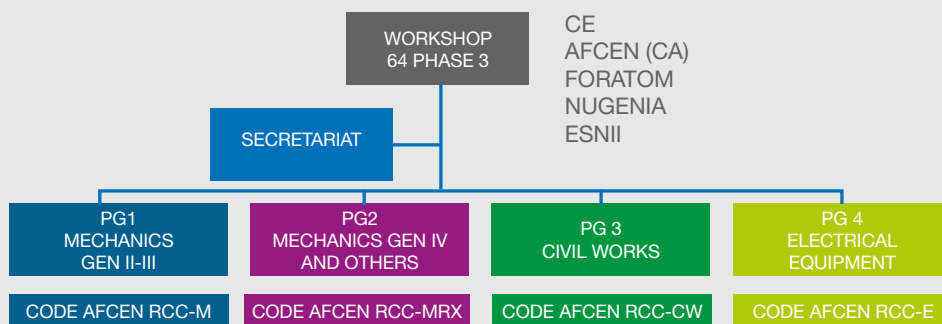 WORKSHOP
64 PHASE 3
CE
AFCEN (CA)
FORATOM
NUGENIA
ESNII
SECRETARIAT
PG1
MECHANICS
GEN II-III
PG2
MECHANICS GEN IV
AND OTHERS
PG 3
CIVIL WORKS
PG 4
ELECTRICAL
EQUIPMENT
CODE AFCEN RCC-M
CODE AFCEN RCC-MRX
CODE AFCEN RCC-CW
CODE AFCEN RCC-E